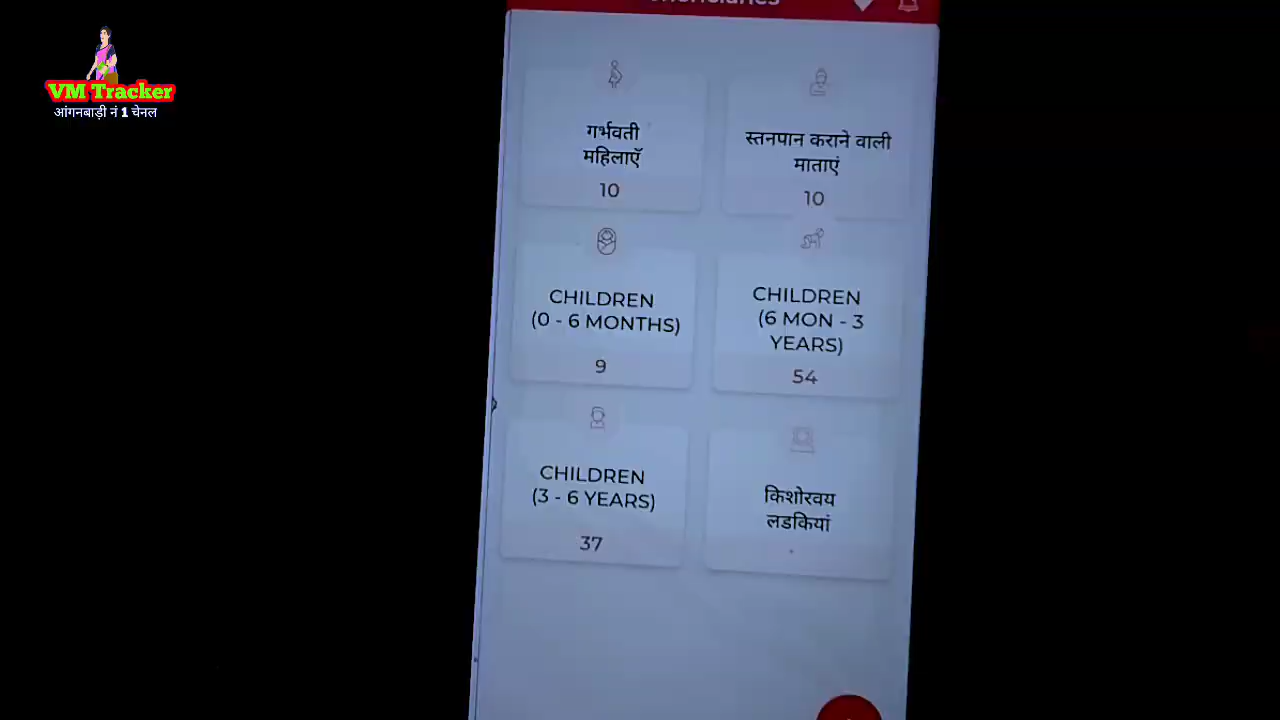 VM Tracker
आंगनबाड़ी नं 1 चेनल
गर्भवती
महिलाएँ
10
स्तनपान कराने वाली
माताएं
10
CHILDREN
(0 - 6 MONTHS)
9
CHILDREN
(6 MON - 3
YEARS)
54
CHILDREN
(3 - 6 YEARS)
37
किशोरवय
लडकियां